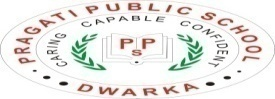 PRAGATI PUBLIC SCHOOL
CARING CAPABLE CONFIDENT
PPS
DWARKA